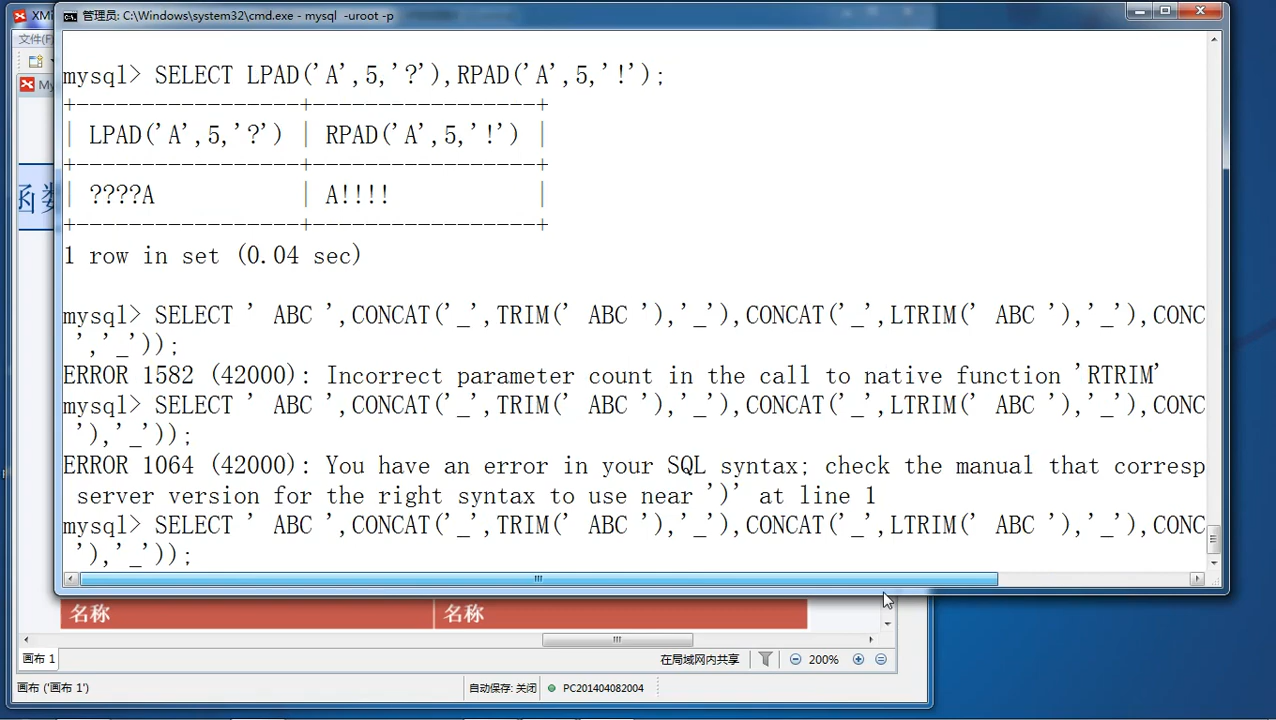 XMi
管理员: C:\Windows\system32\cmd.exe - mysql -uroot -p
文件(F)
My
函数
mysql> SELECT LPAD('A',5,'?'),RPAD('A',5,'!');
+-----------------+-----------------+
| LPAD('A',5,'?') | RPAD('A',5,'!') |
+-----------------+-----------------+
| ????A | A!!!! |
+-----------------+-----------------+
1 row in set (0.04 sec)
mysql> SELECT ' ABC ',CONCAT('_',TRIM(' ABC '),'_'),CONCAT('_',LTRIM(' ABC '),'_'),CONC
','_'));
ERROR 1582 (42000): Incorrect parameter count in the call to native function 'RTRIM'
mysql> SELECT ' ABC ',CONCAT('_',TRIM(' ABC '),'_'),CONCAT('_',LTRIM(' ABC '),'_'),CONC
'),'_'));
ERROR 1064 (42000): You have an error in your SQL syntax; check the manual that corresp
server version for the right syntax to use near ')' at line 1
mysql> SELECT ' ABC ',CONCAT('_',TRIM(' ABC '),'_'),CONCAT('_',LTRIM(' ABC '),'_'),CONC
'),'_'));
名称 名称
画布 1 在局域网内共享 200%
画布 ('画布 1') 自动保存: 关闭 PC201404082004